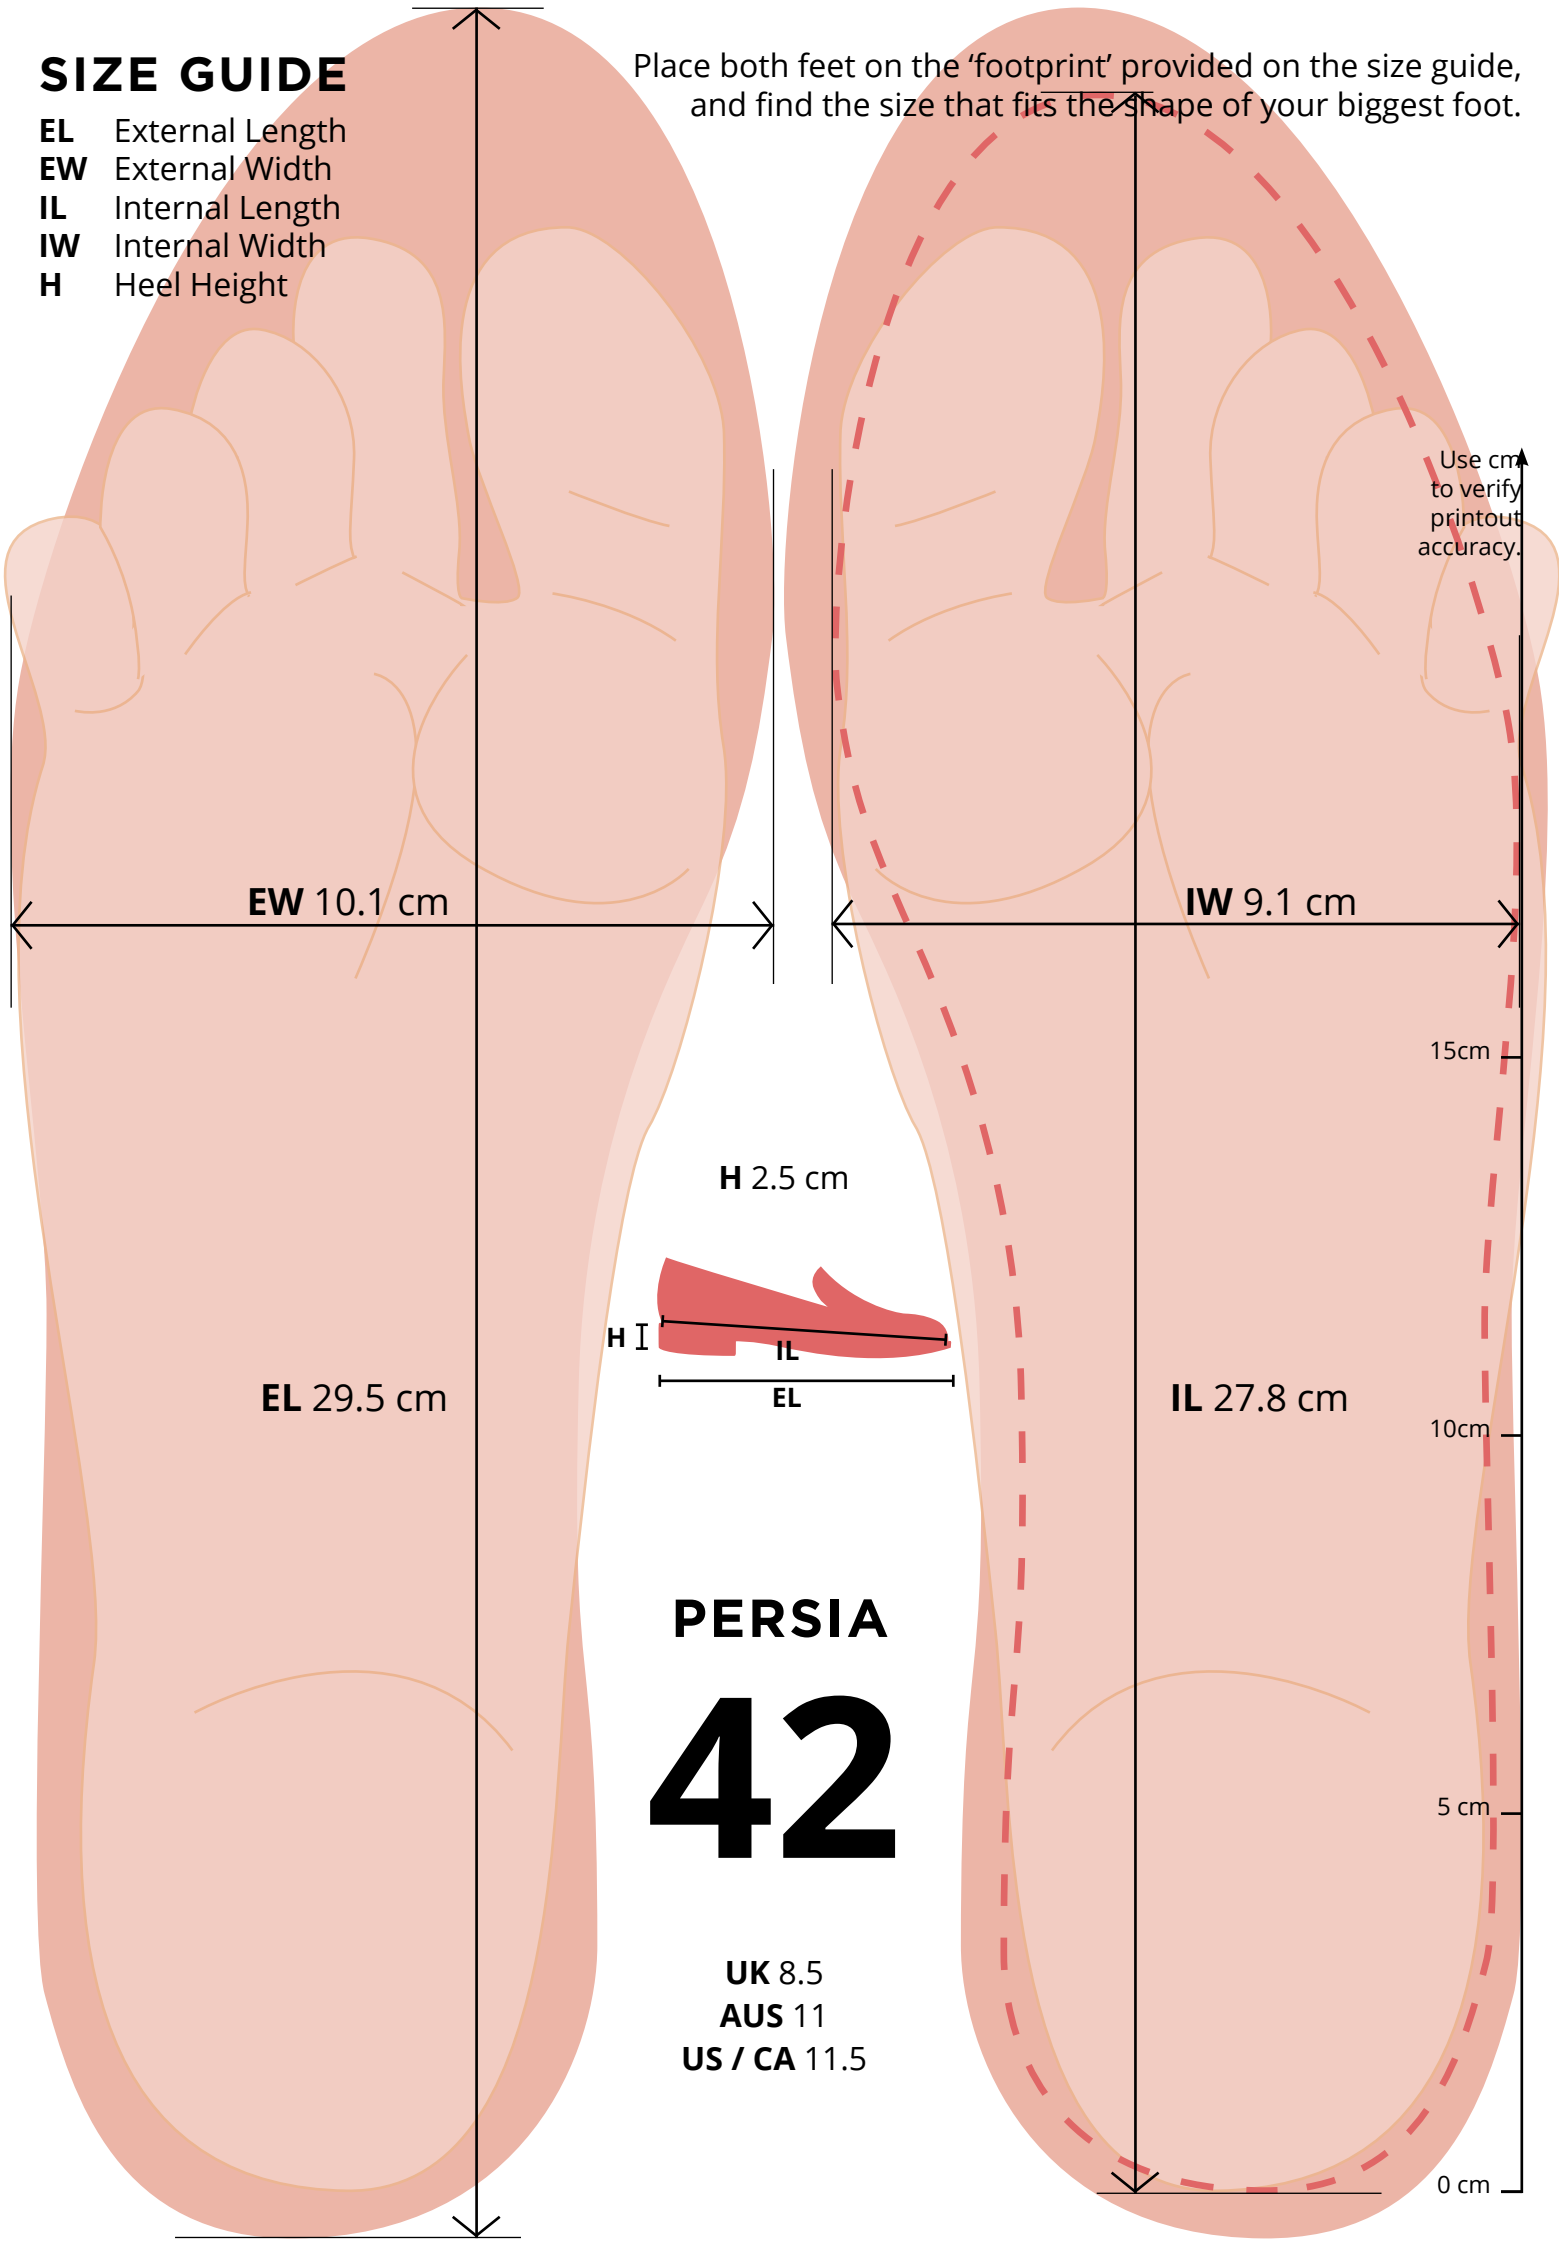 SIZE GUIDE
EL External Length
EW External Width
IL Internal Length
IW Internal Width
H Heel Height
Place both feet on the ‘footprint’ provided on the size guide,
and find the size that fits the shape of your biggest foot.
Use cm
to verify
printout
accuracy.
EW 10.1 cm
IW 9.1 cm
15cm
H 2.5 cm
H
IL
EL
EL 29.5 cm
IL 27.8 cm
10cm
PERSIA
42
5 cm
UK 8.5
AUS 11
US / CA 11.5
0 cm